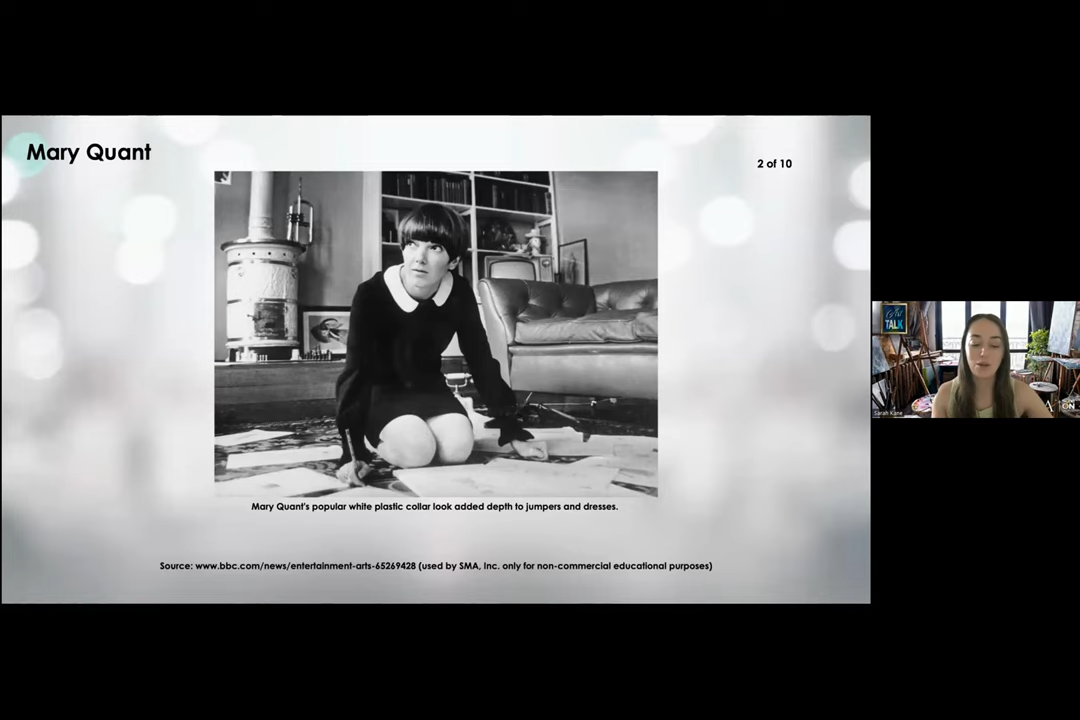 Mary Quant
2 of 10
Mary Quant's popular white plastic collar look added depth to jumpers and dresses.
Source: www.bbc.com/news/entertainment-arts-65269428 (used by SMA, Inc. only for non-commercial educational purposes)
Art
TALK
Sarah Kane
ON